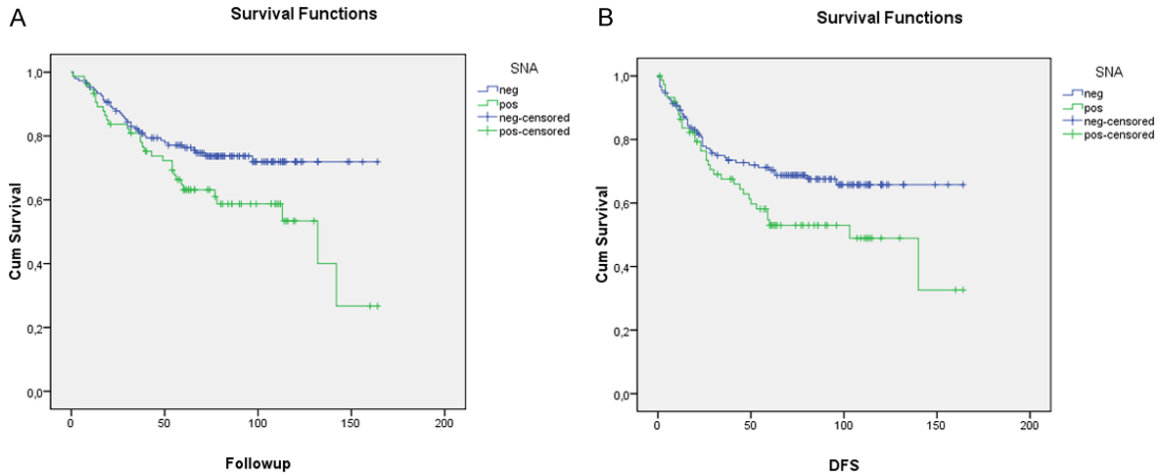 A
Survival Functions
Cum Survival
1,0
0,8
0,6
0,4
0,2
0,0
0
50
100
150
200
Followup
SNA
neg
pos
neg-censored
pos-censored
B
Survival Functions
Cum Survival
1,0
0,8
0,6
0,4
0,2
0,0
0
50
100
150
200
DFS
SNA
neg
pos
neg-censored
pos-censored